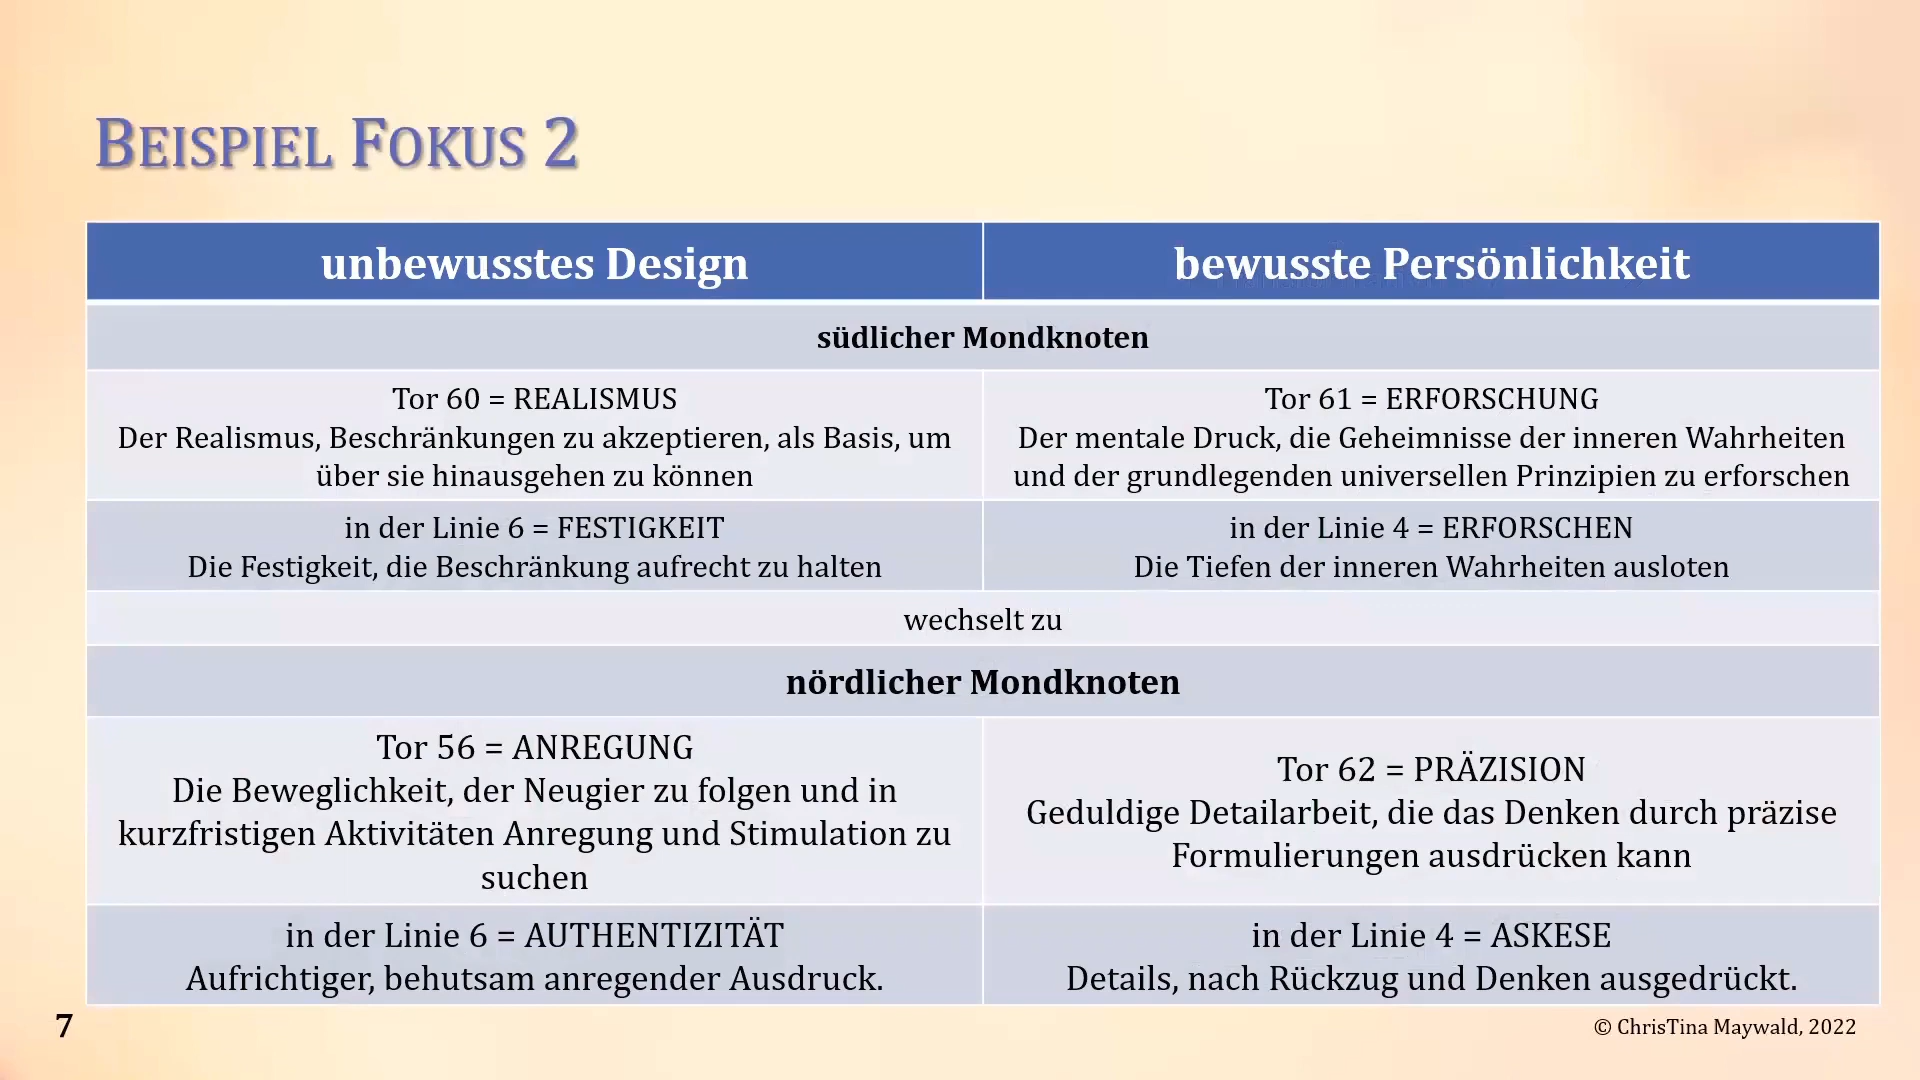 BEISPIEL FOKUS 2
unbewusstes Design
bewusste Persönlichkeit
südlicher Mondknoten
Tor 60 = REALISMUS
Der Realismus, Beschränkungen zu akzeptieren, als Basis, um
über sie hinausgehen zu können
Tor 61 = ERFORSCHUNG
Der mentale Druck, die Geheimnisse der inneren Wahrheiten
und der grundlegenden universellen Prinzipien zu erforschen
in der Linie 6 = FESTIGKEIT
Die Festigkeit, die Beschränkung aufrecht zu halten
in der Linie 4 = ERFORSCHEN
Die Tiefen der inneren Wahrheiten ausloten
wechselt zu
nördlicher Mondknoten
Tor 56 = ANREGUNG
Die Beweglichkeit, der Neugier zu folgen und in
kurzfristigen Aktivitäten Anregung und Stimulation zu
suchen
Tor 62 = PRÄZISION
Geduldige Detailarbeit, die das Denken durch präzise
Formulierungen ausdrücken kann
in der Linie 6 = AUTHENTIZITÄT
Aufrichtiger, behutsam anregender Ausdruck.
in der Linie 4 = ASKESE
Details, nach Rückzug und Denken ausgedrückt.
7
© ChrisTina Maywald, 2022